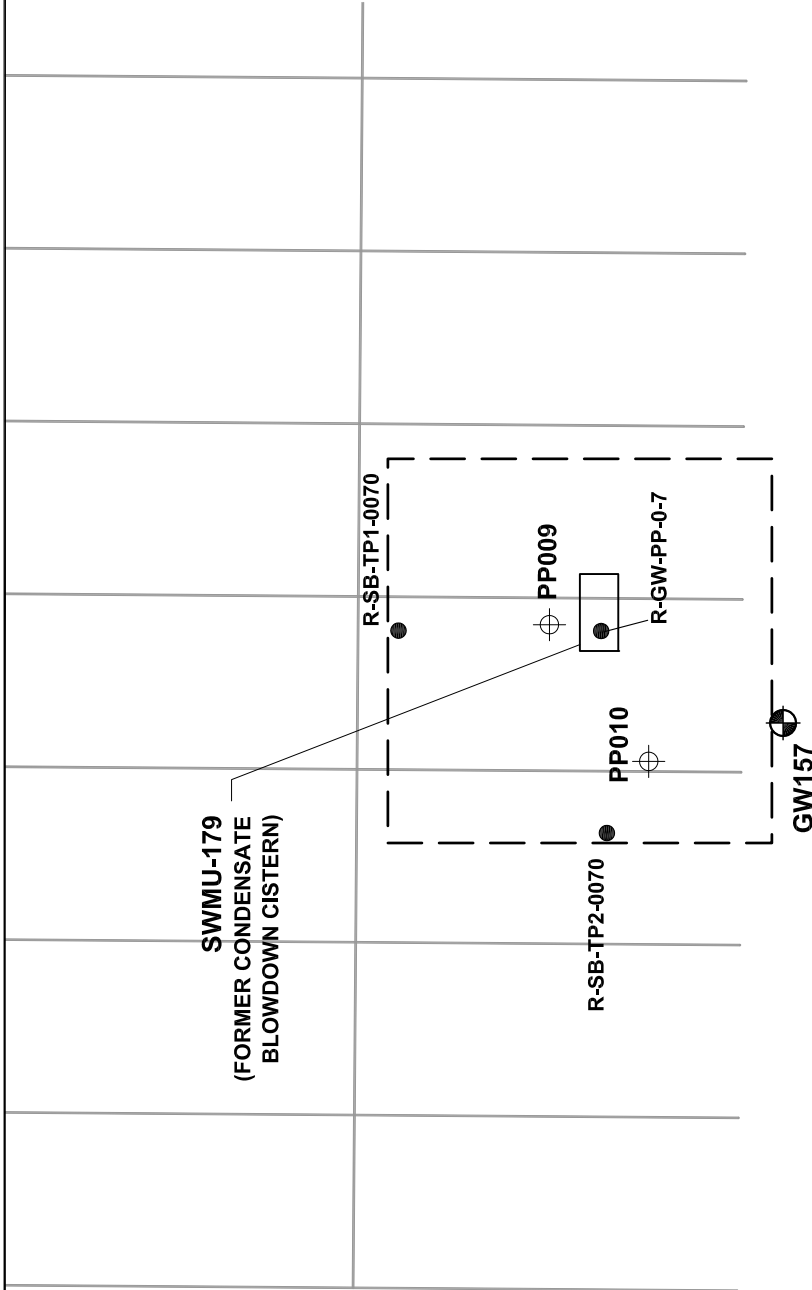 SWMU-179
(FORMER CONDENSATE
BLOWDOWN CISTERN)
R-SB-TP1-0070
PP009
R-GW-PP-0-7
PP010
R-SB-TP2-0070
GW157